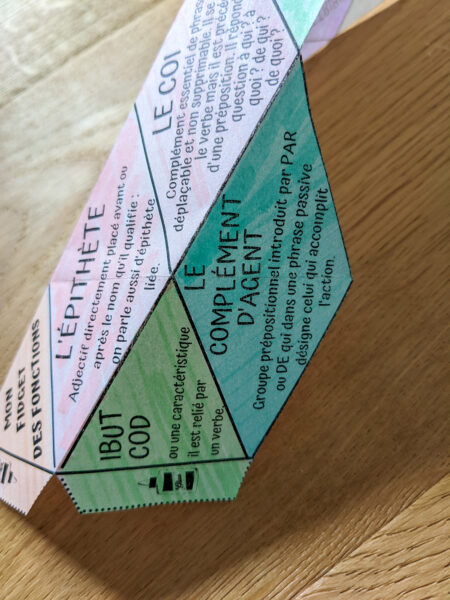 MON
FIDGET
DES FONCTIONS
L'ÉPITHÈTE
Adjectif directement placé avant ou
après le nom qu'il qualifie :
on parle aussi d'épithète
liée.
LE COI
Complément essentiel de phrase
déplaçable et non supprimable. Il se
le verbe mais il est précé
d'une préposition. Il répond
question à qui ? à
quoi ? de qui ?
de quoi ?
LE
COMPLÉMENT
D'AGENT
Groupe prépositionnel introduit par PAR
ou DE qui dans une phrase passive
désigne celui qui accomplit
l'action.
IBUT
COD
ou une caractéristique
il est relié par
un verbe.